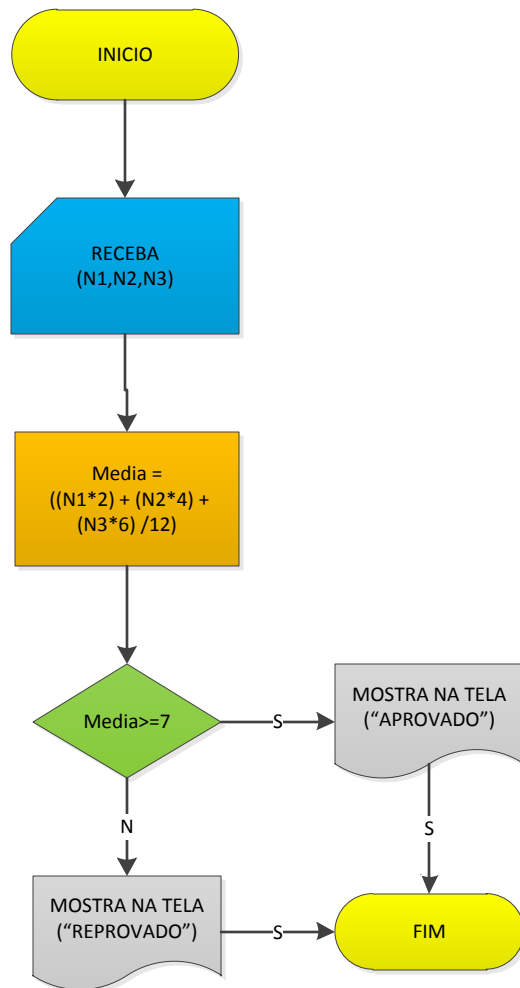 INICIO
RECEBA
(N1,N2,N3)
Media =
((N1*2) + (N2*4) +
(N3*6) /12)
Media>=7
S
MOSTRA NA TELA
(“APROVADO”)
N
S
MOSTRA NA TELA
(“REPROVADO”)
S
FIM